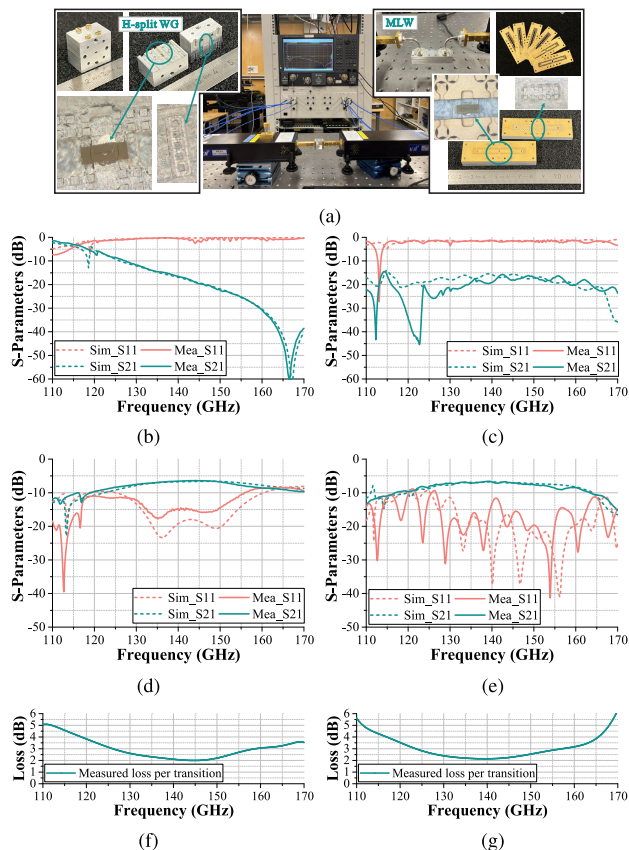 H-split WG
MLW
(a)
S-Parameters (dB)
0
-10
-20
-30
-40
-50
-60
Sim_S11 Mea_S11
Sim_S21 Mea_S21
110 120 130 140 150 160 170
Frequency (GHz)
(b)
S-Parameters (dB)
0
-10
-20
-30
-40
-50
-60
Sim_S11 Mea_S11
Sim_S21 Mea_S21
110 120 130 140 150 160 170
Frequency (GHz)
(c)
S-Parameters (dB)
0
-10
-20
-30
-40
-50
Sim_S11 Mea_S11
Sim_S21 Mea_S21
110 120 130 140 150 160 170
Frequency (GHz)
(d)
S-Parameters (dB)
0
-10
-20
-30
-40
-50
Sim_S11 Mea_S11
Sim_S21 Mea_S21
110 120 130 140 150 160 170
Frequency (GHz)
(e)
Loss (dB)
6
5
4
3
2
1
0
Measured loss per transition
110 120 130 140 150 160 170
Frequency (GHz)
(f)
Loss (dB)
6
5
4
3
2
1
0
Measured loss per transition
110 120 130 140 150 160 170
Frequency (GHz)
(g)